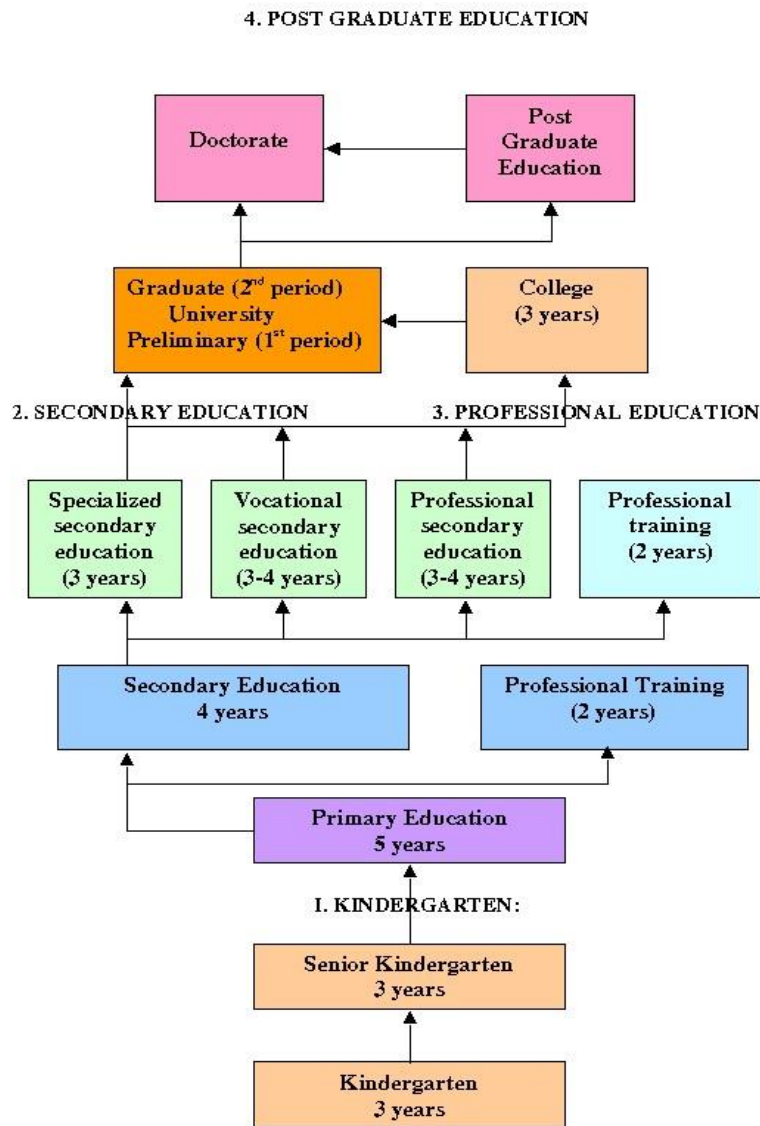 4. POST GRADUATE EDUCATION
Doctorate
Post
Graduate
Education
Graduate (2nd period)
University
Preliminary (1st period)
College
(3 years)
2. SECONDARY EDUCATION
3. PROFESSIONAL EDUCATION
Specialized
secondary
education
(3 years)
Vocational
secondary
education
(3-4 years)
Professional
secondary
education
(3-4 years)
Professional
training
(2 years)
Secondary Education
4 years
Professional Training
(2 years)
Primary Education
5 years
I. KINDERGARTEN:
Senior Kindergarten
3 years
Kindergarten
3 years